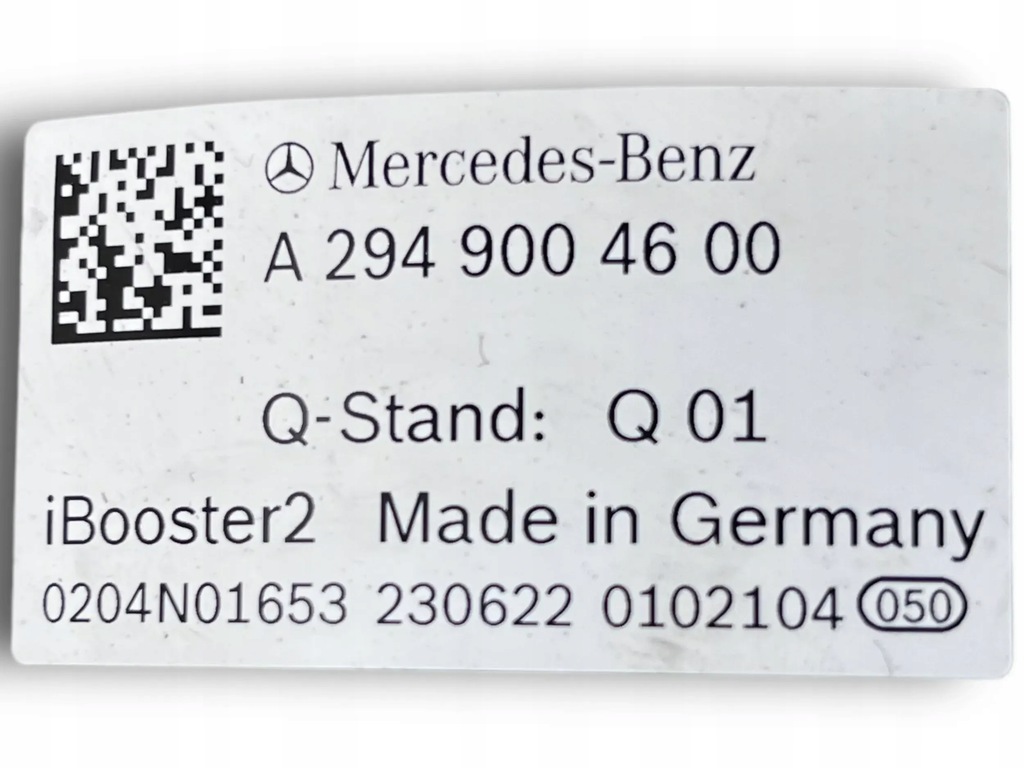 Mercedes-Benz
A 294 900 46 00
Q-Stand: Q 01
iBooster2 Made in Germany
0204N01653 230622 0102104 050